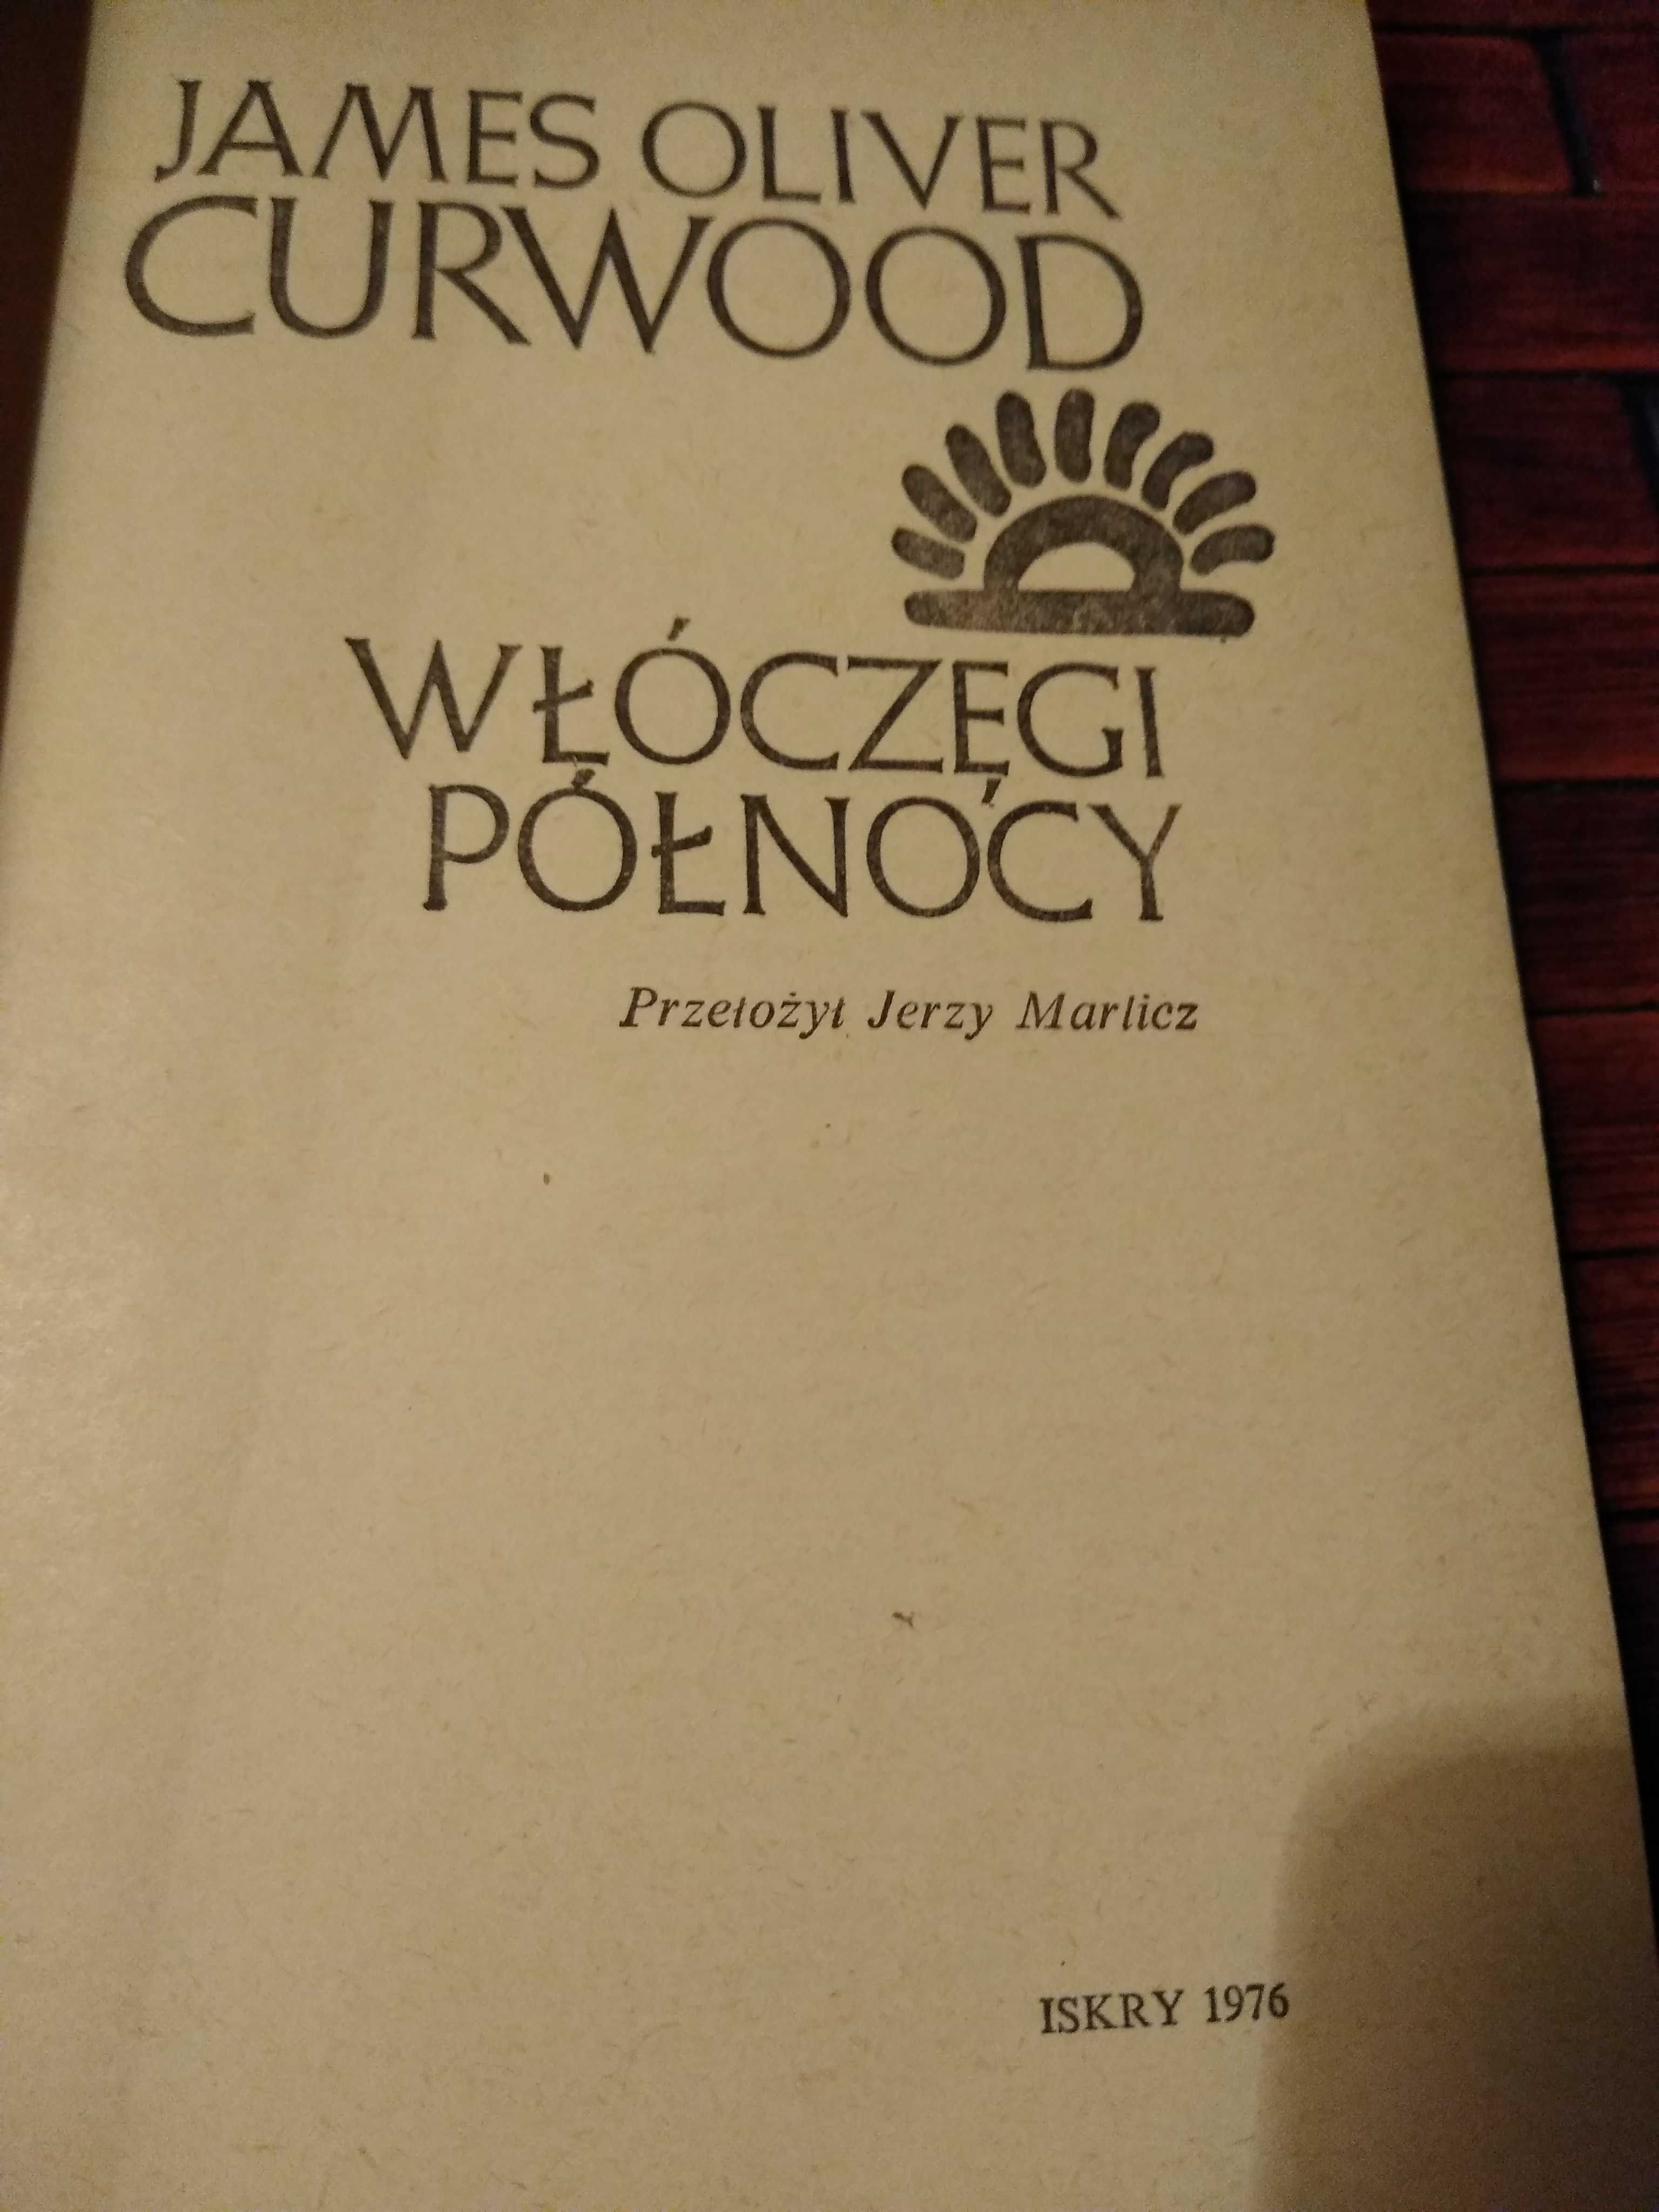 JAMES OLIVER
CURWOOD
WŁÓCZĘGI
PÓŁNOCY
Przełożył Jerzy Marlicz
ISKRY 1976